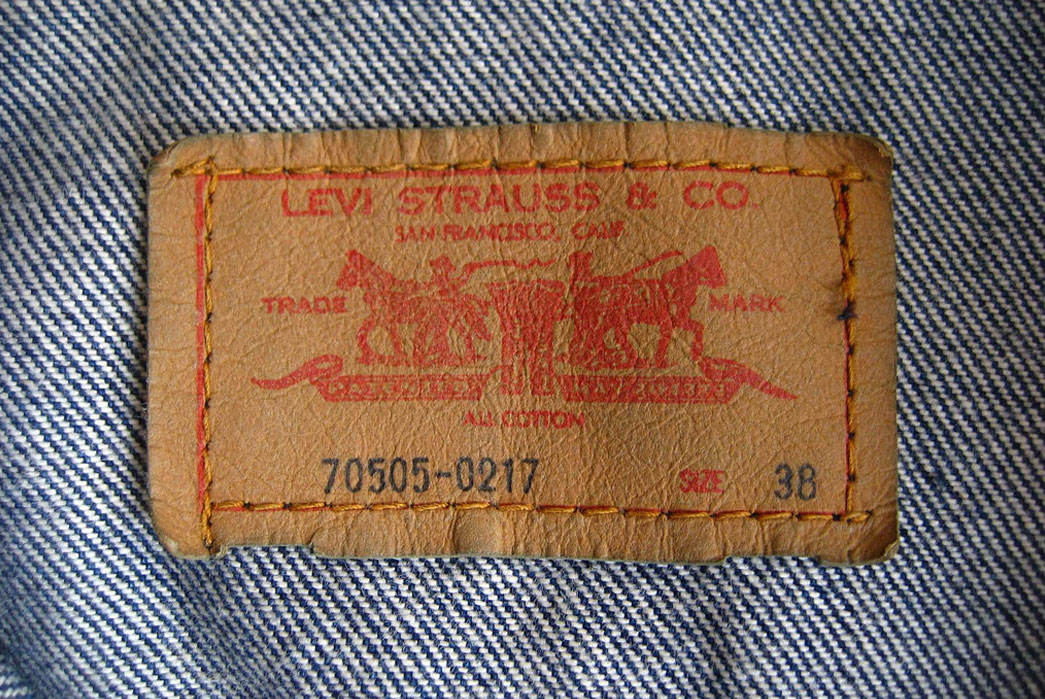 LEVI STRAUSS & CO.
SAN FRANCISCO, CALIF
TRADE MARK
ALL COTTON
70505-0217 SIZE 38